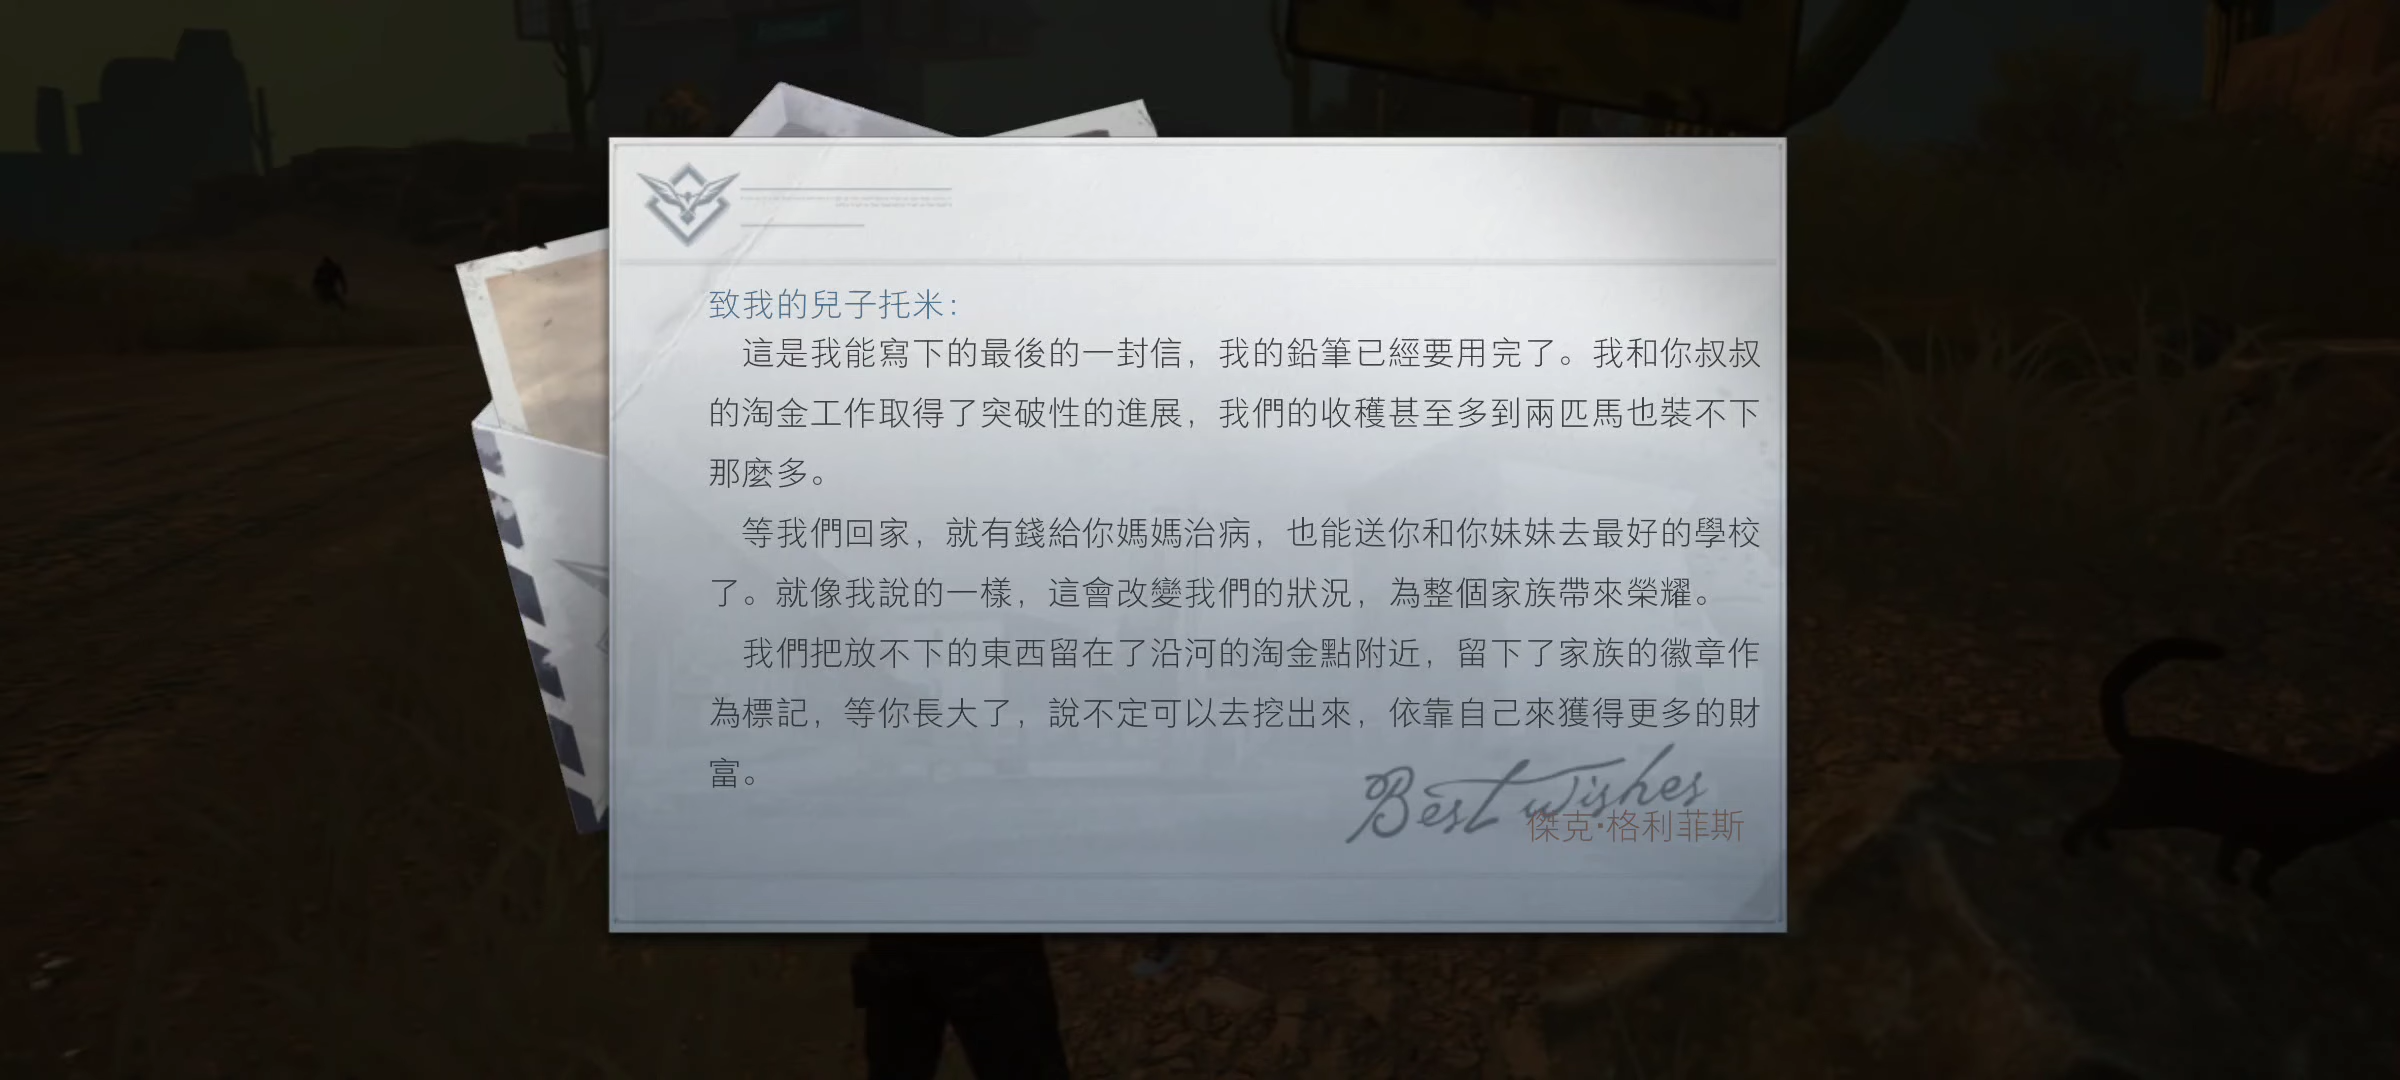 致我的兒子托米：
這是我能寫下的最後的一封信，我的鉛筆已經要用完了。我和你叔叔
的淘金工作取得了突破性的進展，我們的收穫甚至多到兩匹馬也裝不下
那麼多。
等我們回家，就有錢給你媽媽治病，也能送你和你妹妹去最好的學校
了。就像我說的一樣，這會改變我們的狀況，為整個家族帶來榮耀。
我們把放不下的東西留在了沿河的淘金點附近，留下了家族的徽章作
為標記，等你長大了，說不定可以去挖出來，依靠自己來獲得更多的財
富。
Best wishes
傑克·格利菲斯